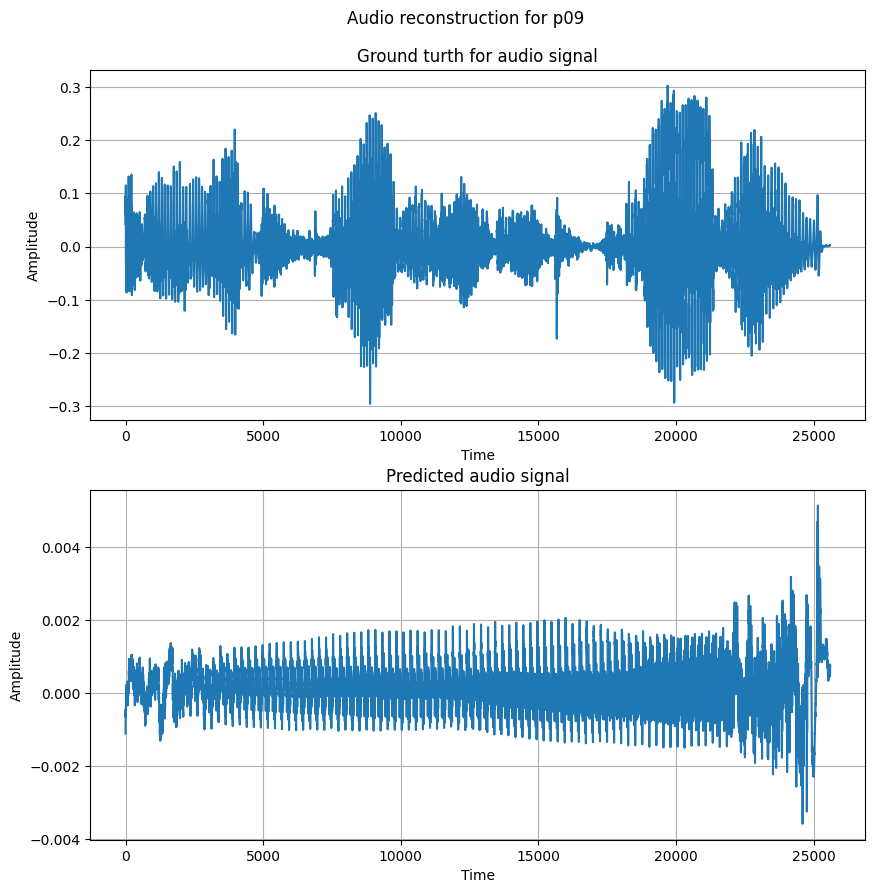 Audio reconstruction for p09
Ground turth for audio signal
0.3
0.2
0.1
0.0
−0.1
−0.2
−0.3
Amplitude
0 5000 10000 15000 20000 25000
Time
Predicted audio signal
0.004
0.002
0.000
−0.002
−0.004
Amplitude
0 5000 10000 15000 20000 25000
Time